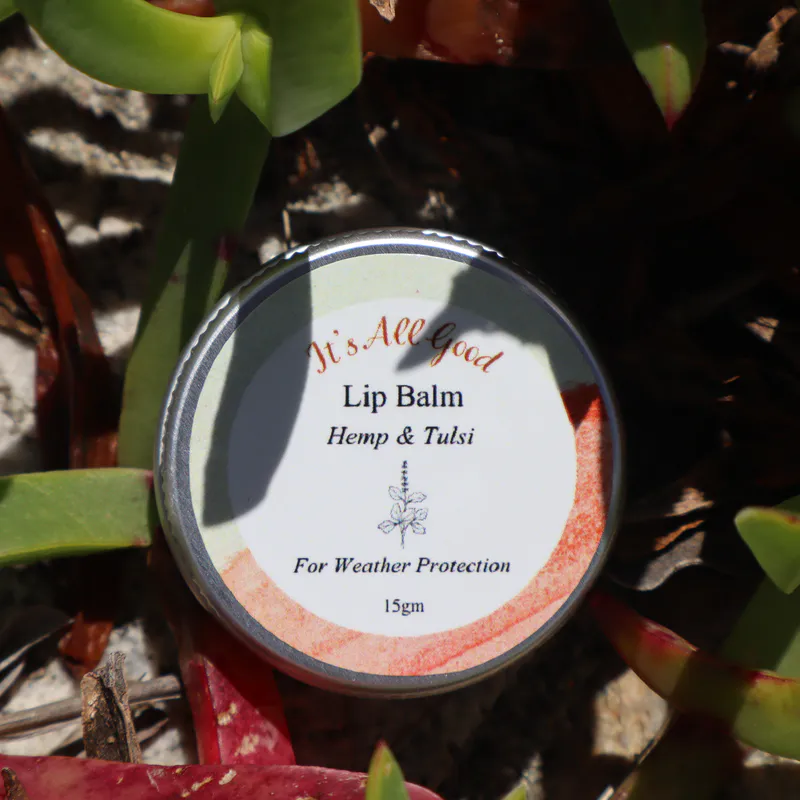 It's All Good
Lip Balm
Hemp & Tulsi
For Weather Protection
15gm